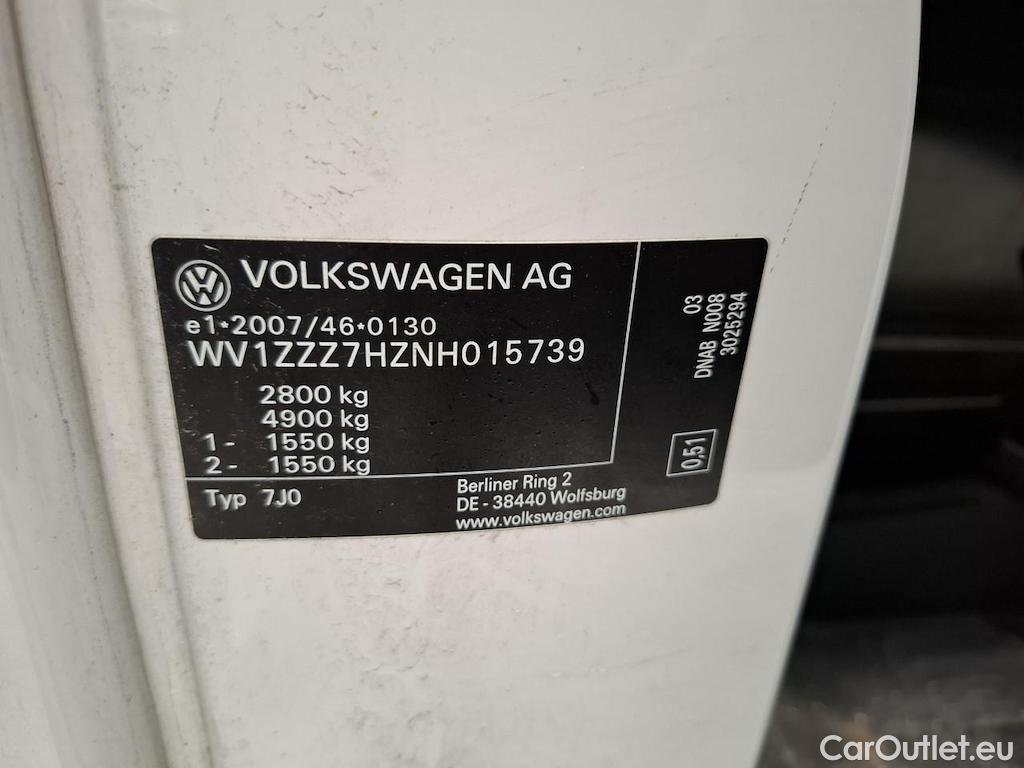 VOLKSWAGEN AG
e1*2007/46*0130
WV1ZZZ7HZNH015739
2800 kg
4900 kg
1- 1550 kg
2- 1550 kg
Typ 7J0
Berliner Ring 2
DE-38440 Wolfsburg
www.volkswagen.com
03
DNAB N008
3025294
0,51
CarOutlet.eu